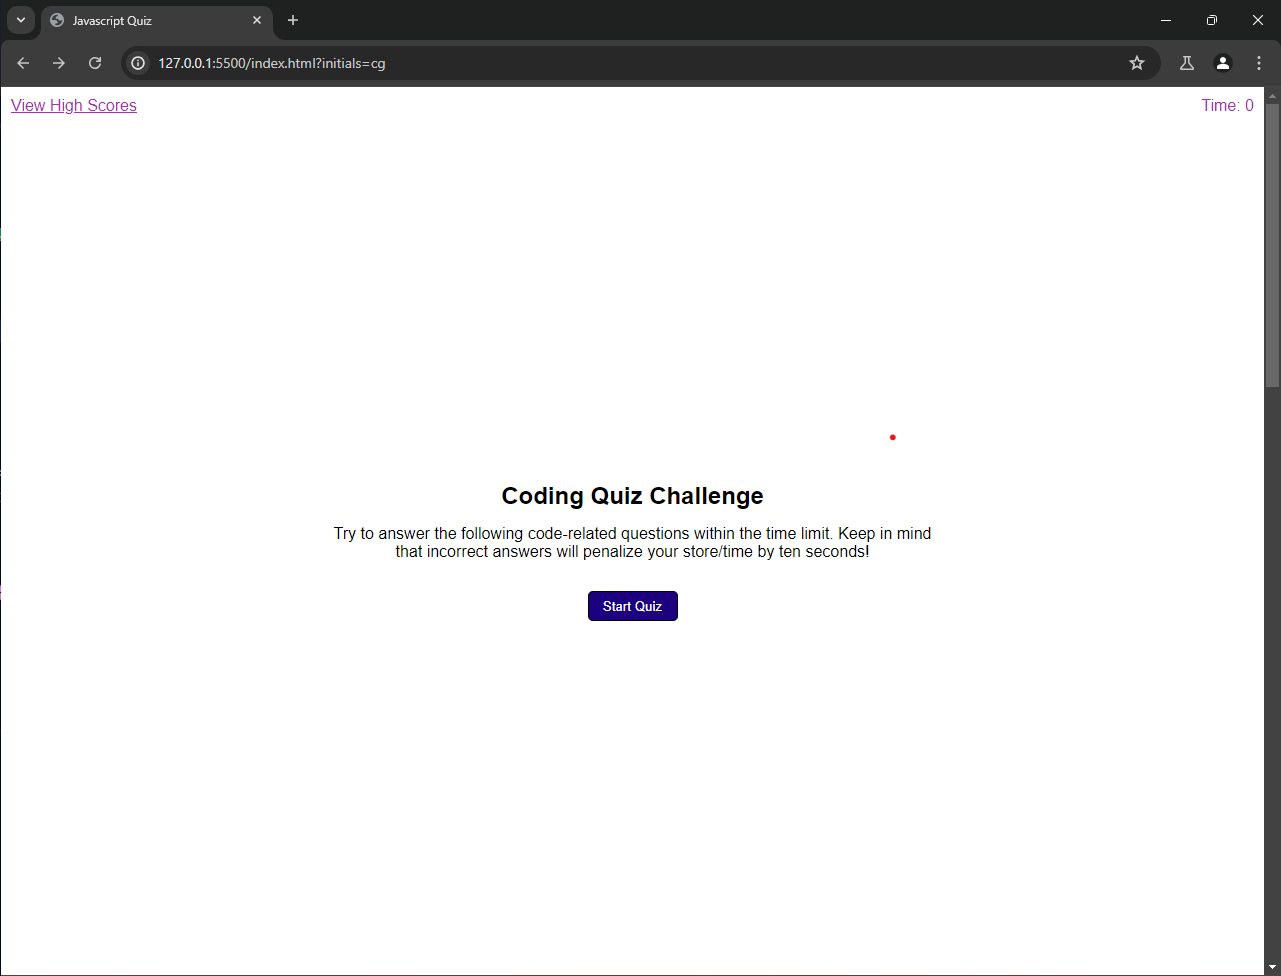 Javascript Quiz
127.0.0.1:5500/index.html?initials=cg
View High Scores
Time: 0
Coding Quiz Challenge
Try to answer the following code-related questions within the time limit. Keep in mind
that incorrect answers will penalize your store/time by ten seconds!
Start Quiz